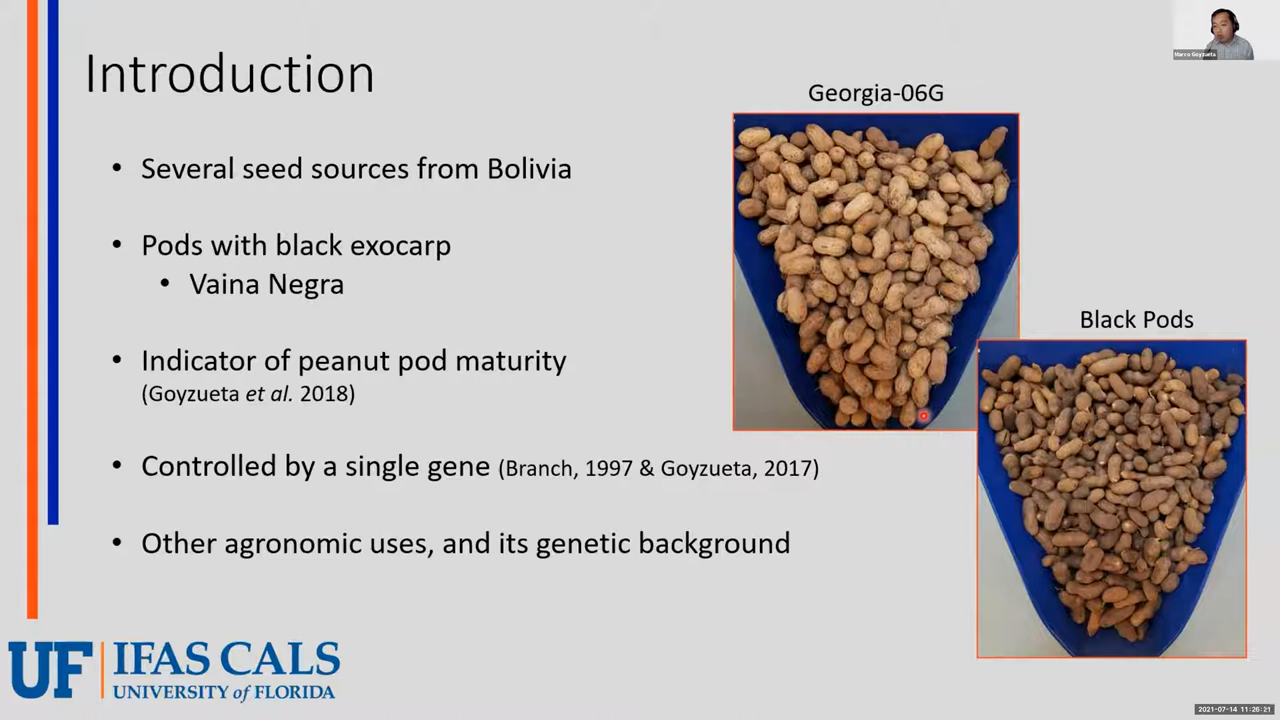 Marco Goyzueta
Introduction
Georgia-06G
• Several seed sources from Bolivia
• Pods with black exocarp
• Vaina Negra
Black Pods
• Indicator of peanut pod maturity
(Goyzueta et al. 2018)
• Controlled by a single gene (Branch, 1997 & Goyzueta, 2017)
• Other agronomic uses, and its genetic background
UF IFAS CALS
UNIVERSITY of FLORIDA
2021-07-14 11:26:21